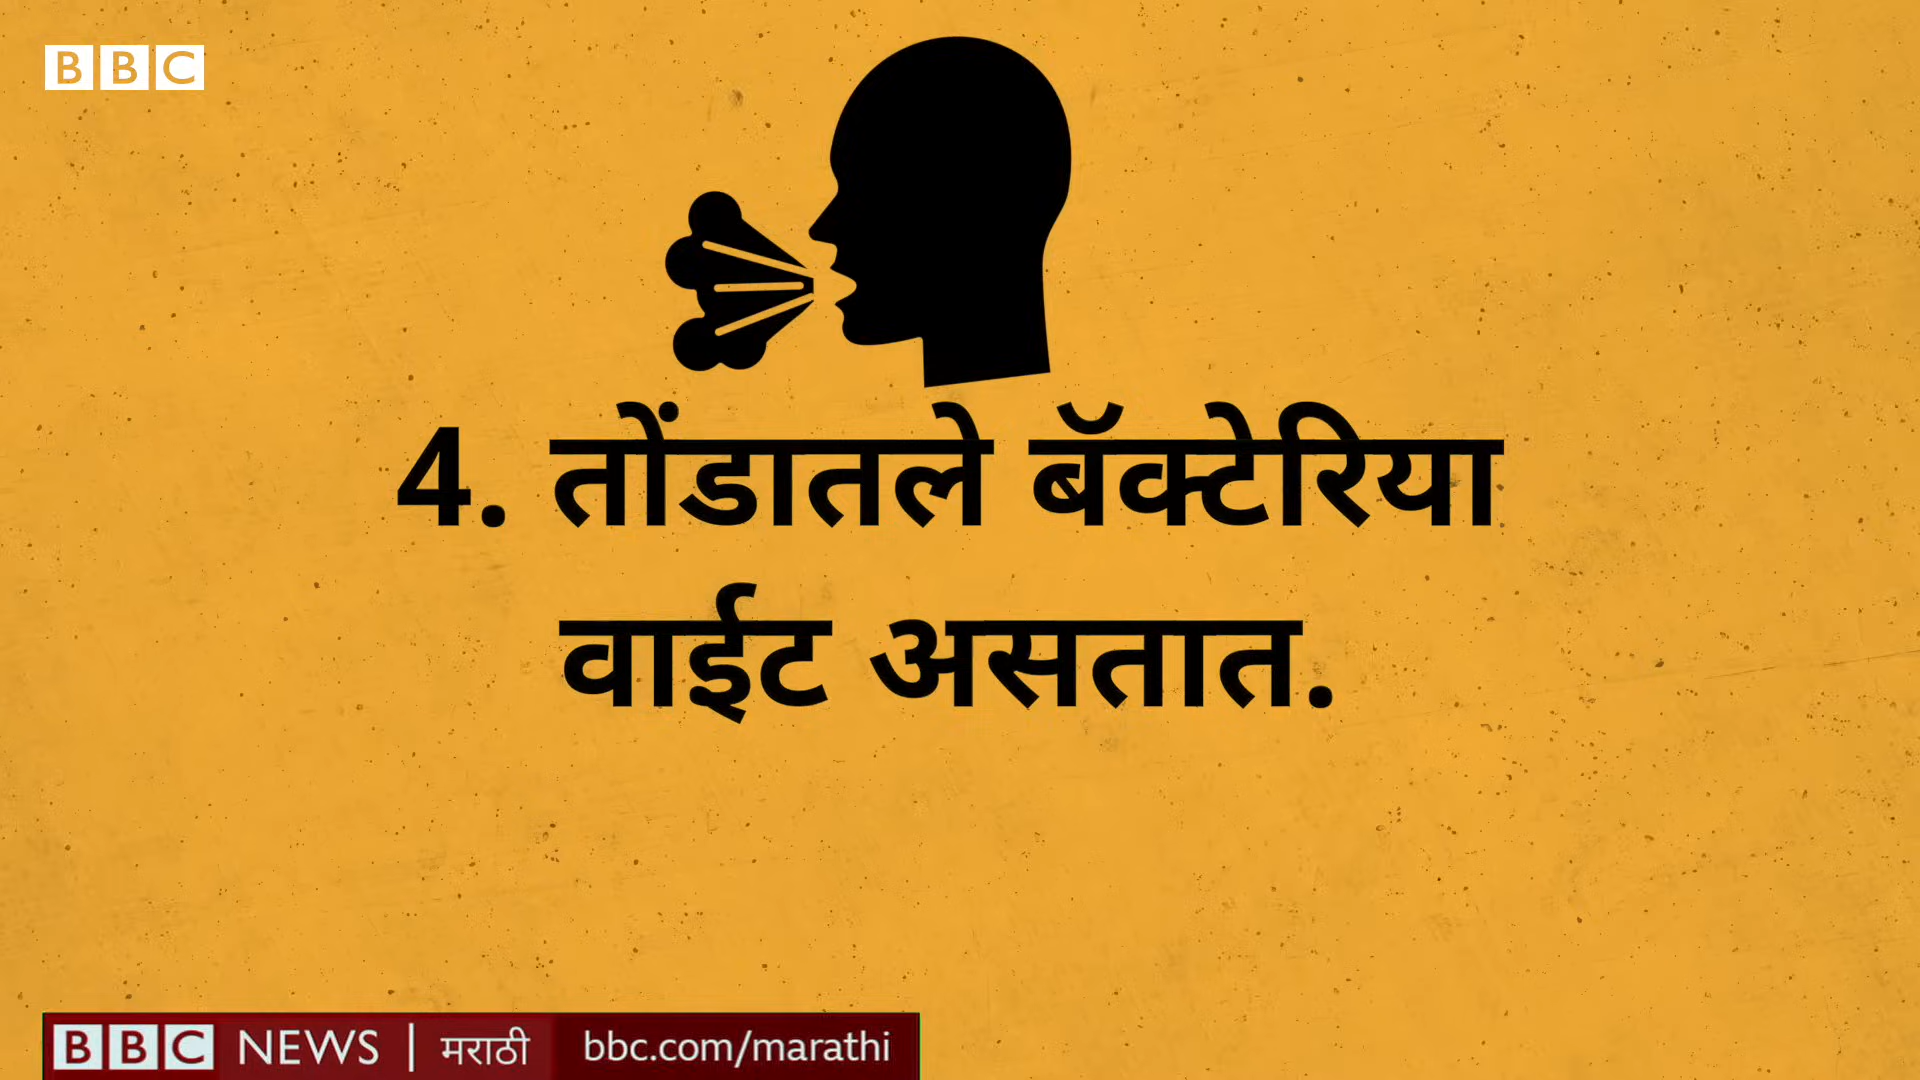 BBC
4. तोंडातले बॅक्टेरिया
वाईट असतात.
BBC NEWS | मराठी bbc.com/marathi